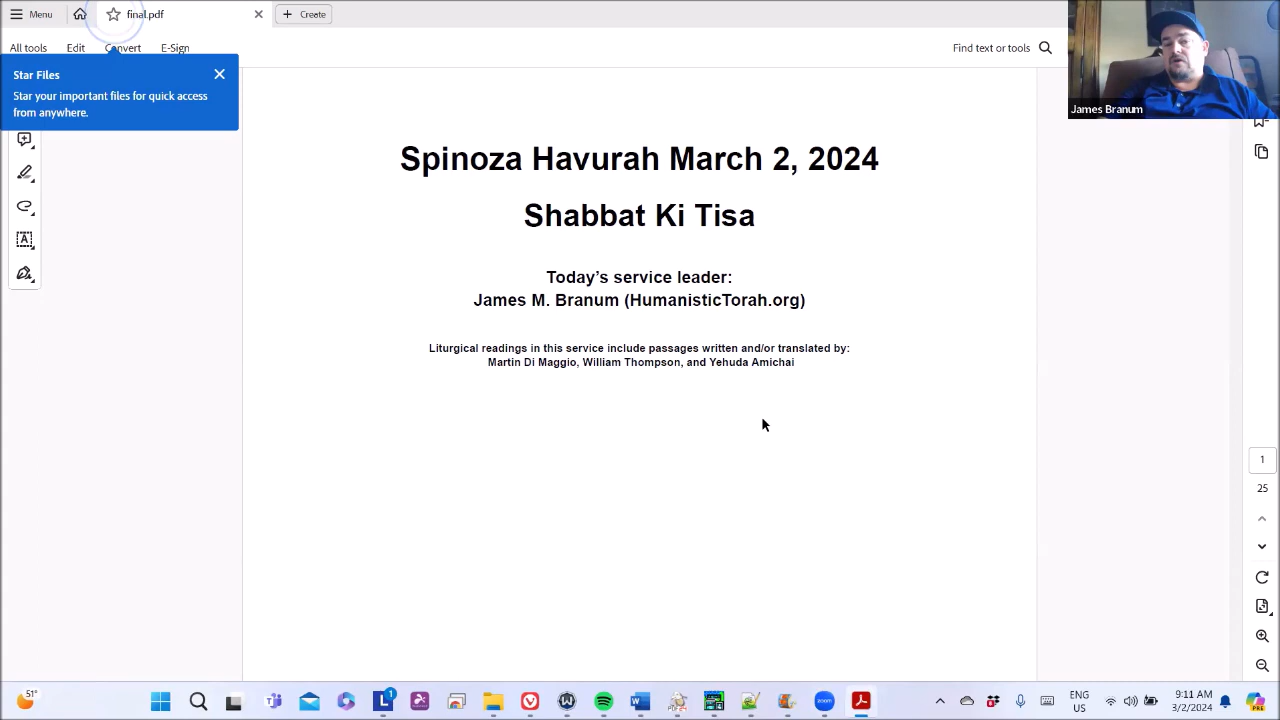 Menu
final.pdf
Create
All tools
Edit
Convert
E-Sign
Find text or tools
Star Files
Star your important files for quick access
from anywhere.
James Branum
Spinoza Havurah March 2, 2024
Shabbat Ki Tisa
Today’s service leader:
James M. Branum (HumanisticTorah.org)
Liturgical readings in this service include passages written and/or translated by:
Martin Di Maggio, William Thompson, and Yehuda Amichai
1
25
51°
1
zoom
ENG
US
9:11 AM
3/2/2024